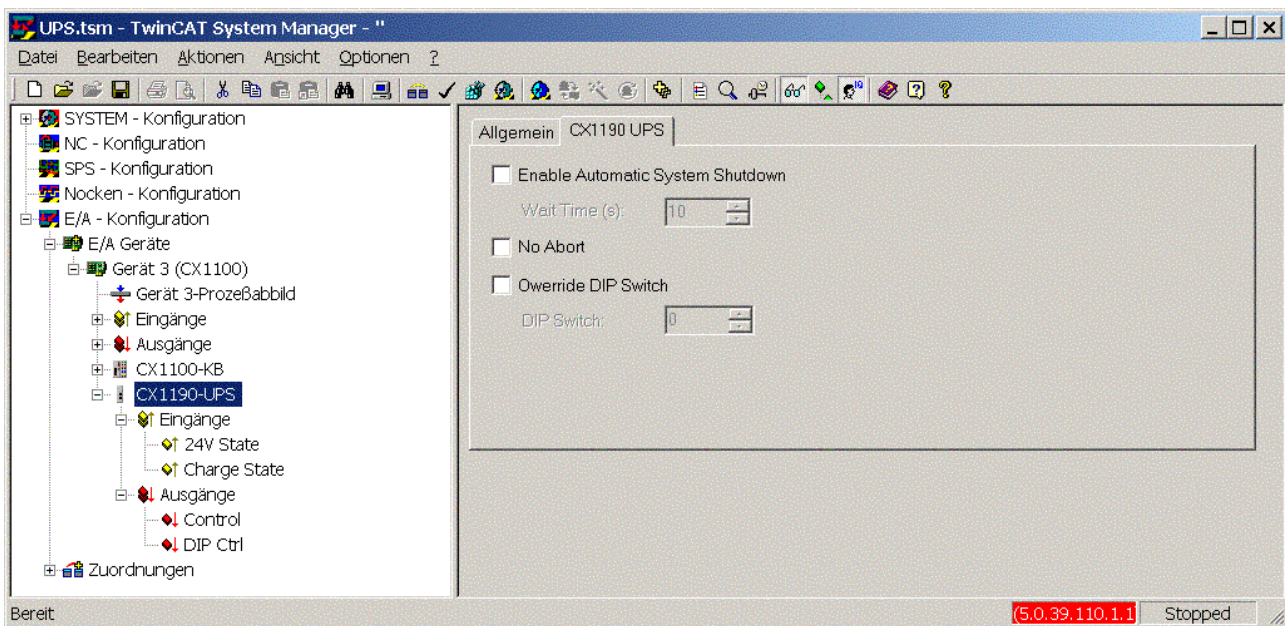 UPS.tsm - TwinCAT System Manager - "
Datei Bearbeiten Aktionen Ansicht Optionen ?
SYSTEM - Konfiguration
NC - Konfiguration
SPS - Konfiguration
Nocken - Konfiguration
E/A - Konfiguration
E/A Geräte
Gerät 3 (CX1100)
Gerät 3-Prozeßabbild
Eingänge
Ausgänge
CX1100-KB
CX1190-UPS
Eingänge
24V State
Charge State
Ausgänge
Control
DIP Ctrl
Zuordnungen
Allgemein CX1190 UPS
Enable Automatic System Shutdown
Wait Time (s): 10
No Abort
Owerride DIP Switch
DIP Switch: 0
Bereit (5.0.39.110.1.1 Stopped